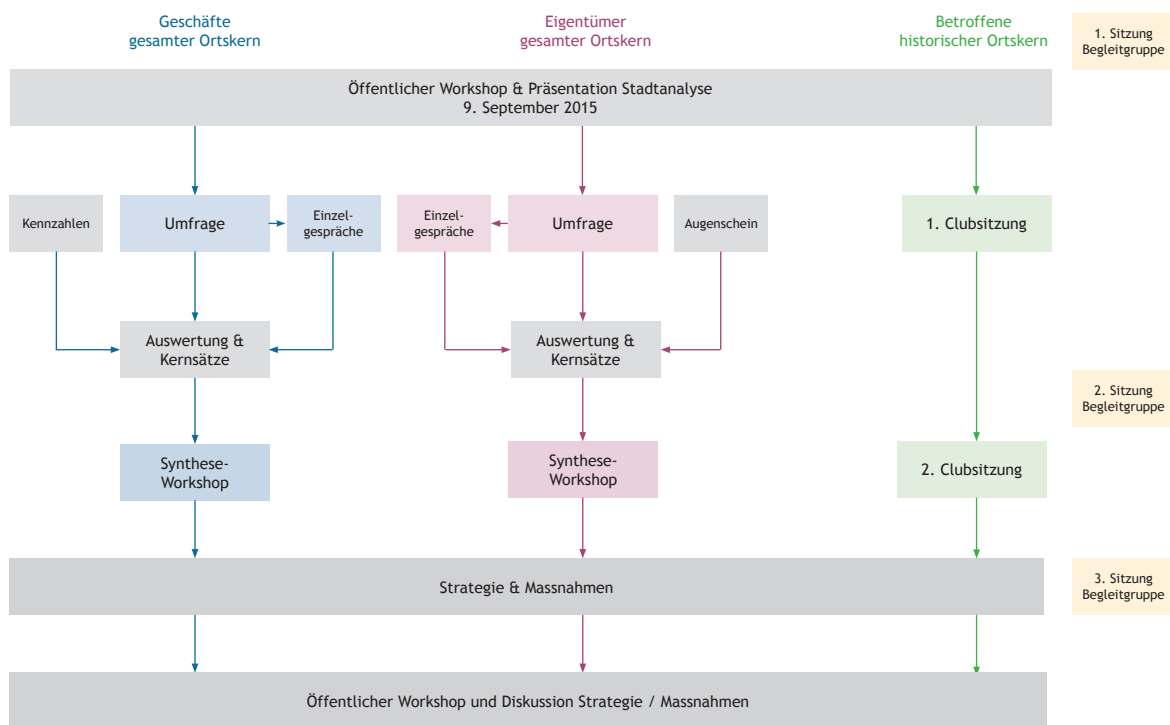 Geschäfte
gesamter Ortskern
Eigentümer
gesamter Ortskern
Betroffene
historischer Ortskern
1. Sitzung
Begleitgruppe
Öffentlicher Workshop & Präsentation Stadtanalyse
9. September 2015
Kennzahlen
Umfrage
Einzel-
gespräche
Einzel-
gespräche
Umfrage
Augenschein
1. Clubsitzung
Auswertung &
Kernsätze
Auswertung &
Kernsätze
2. Sitzung
Begleitgruppe
Synthese-
Workshop
Synthese-
Workshop
2. Clubsitzung
Strategie & Massnahmen
3. Sitzung
Begleitgruppe
Öffentlicher Workshop und Diskussion Strategie / Massnahmen